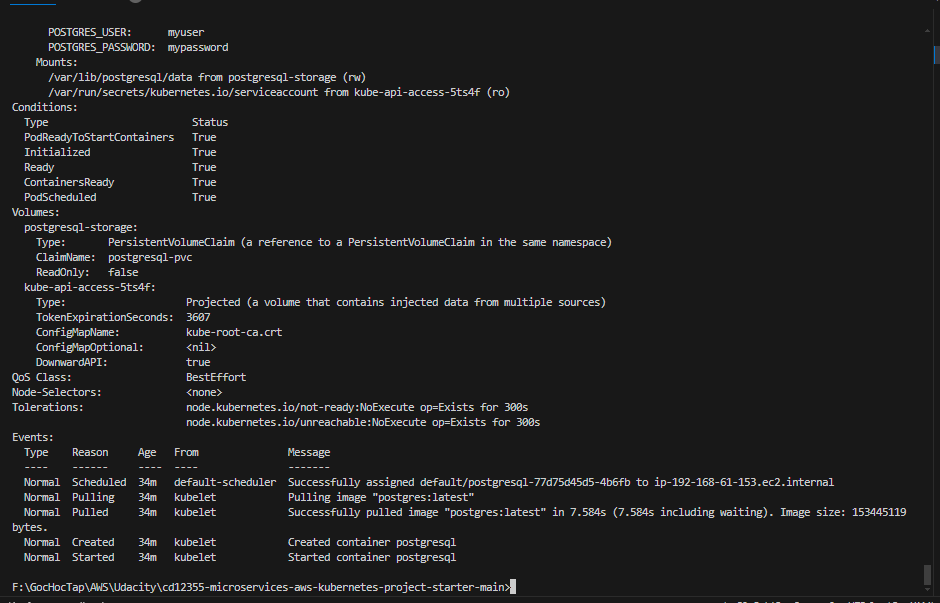 POSTGRES_USER: myuser
POSTGRES_PASSWORD: mypassword
Mounts:
/var/lib/postgresql/data from postgresql-storage (rw)
/var/run/secrets/kubernetes.io/serviceaccount from kube-api-access-5ts4f (ro)
Conditions:
Type Status
PodReadyToStartContainers True
Initialized True
Ready True
ContainersReady True
PodScheduled True
Volumes:
postgresql-storage:
Type: PersistentVolumeClaim (a reference to a PersistentVolumeClaim in the same namespace)
ClaimName: postgresql-pvc
ReadOnly: false
kube-api-access-5ts4f:
Type: Projected (a volume that contains injected data from multiple sources)
TokenExpirationSeconds: 3607
ConfigMapName: kube-root-ca.crt
ConfigMapOptional: <nil>
DownwardAPI: true
QoS Class: BestEffort
Node-Selectors: <none>
Tolerations: node.kubernetes.io/not-ready:NoExecute op=Exists for 300s
node.kubernetes.io/unreachable:NoExecute op=Exists for 300s
Events:
Type Reason Age From Message
---- ------ ---- ---- -------
Normal Scheduled 34m default-scheduler Successfully assigned default/postgresql-77d75d45d5-4b6fb to ip-192-168-61-153.ec2.internal
Normal Pulling 34m kubelet Pulling image "postgres:latest"
Normal Pulled 34m kubelet Successfully pulled image "postgres:latest" in 7.584s (7.584s including waiting). Image size: 153445119
bytes.
Normal Created 34m kubelet Created container postgresql
Normal Started 34m kubelet Started container postgresql
F:\GocHocTap\AWS\Udacity\cd12355-microservices-aws-kubernetes-project-starter-main>